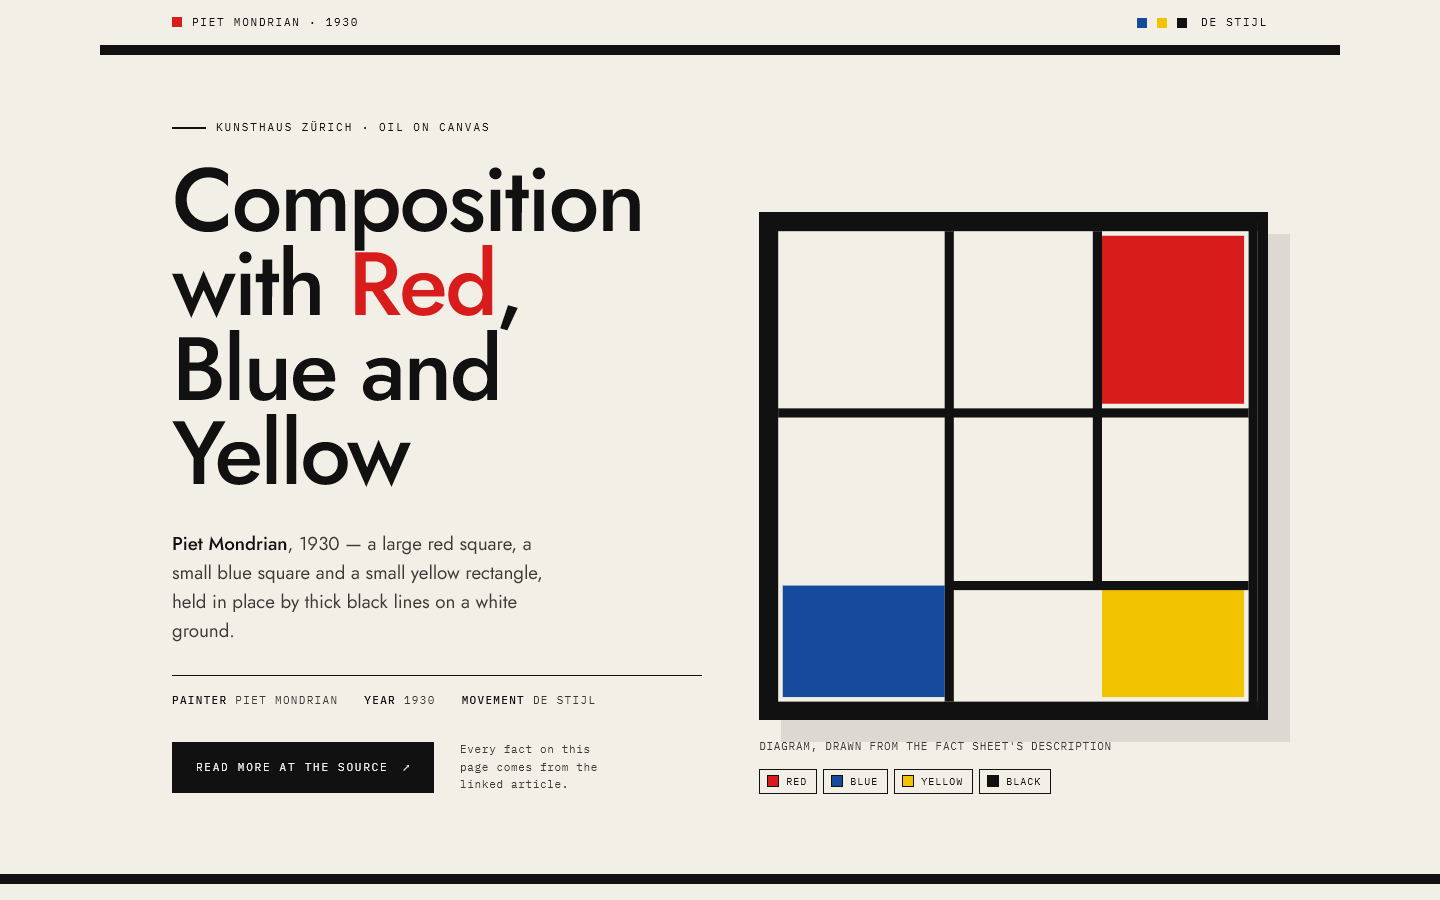 PIET MONDRIAN · 1930
DE STIJL
KUNSTHAUS ZÜRICH · OIL ON CANVAS
Composition
with Red,
Blue and
Yellow
Piet Mondrian, 1930 — a large red square, a
small blue square and a small yellow rectangle,
held in place by thick black lines on a white
ground.
PAINTER PIET MONDRIAN YEAR 1930 MOVEMENT DE STIJL
READ MORE AT THE SOURCE ↗
Every fact on this
page comes from the
linked article.
DIAGRAM, DRAWN FROM THE FACT SHEET'S DESCRIPTION
RED BLUE YELLOW BLACK